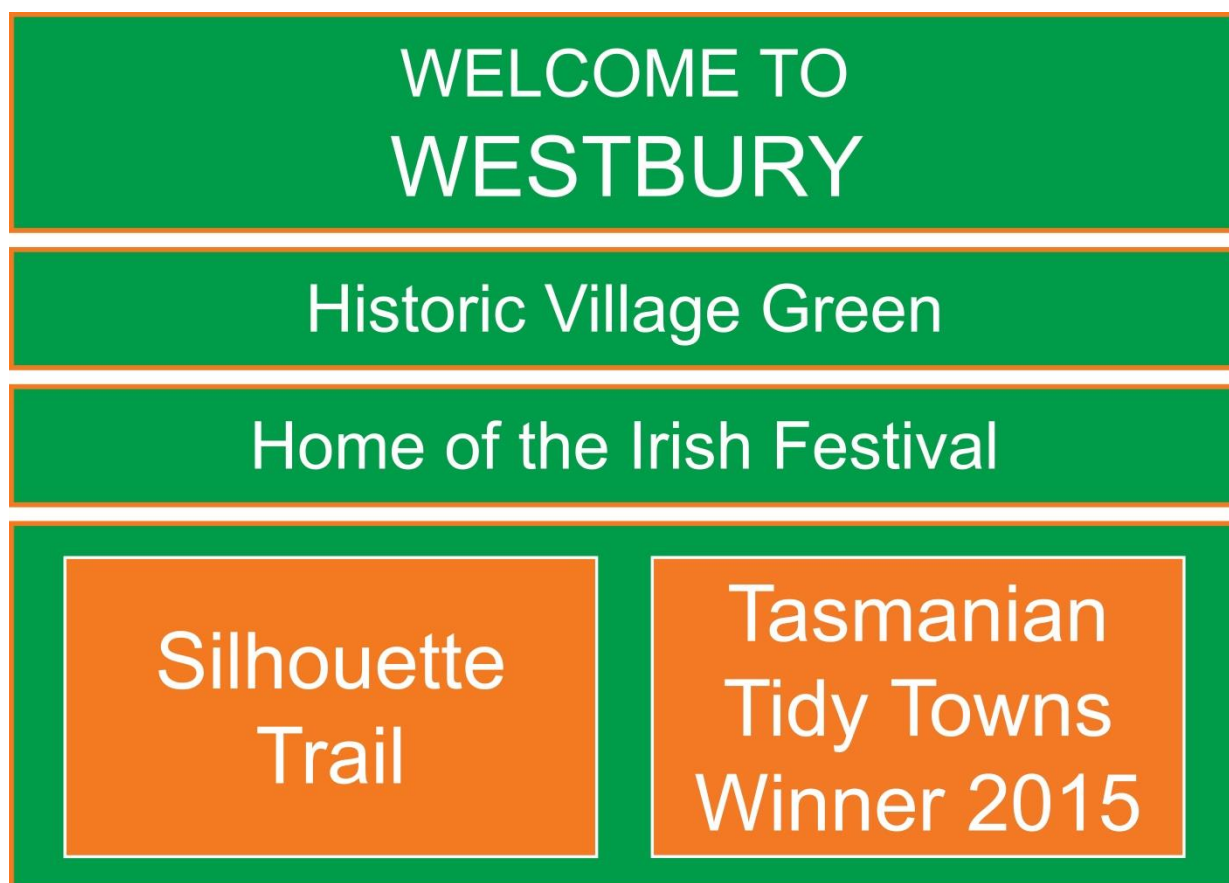 WELCOME TO
WESTBURY
Historic Village Green
Home of the Irish Festival
Silhouette
Trail
Tasmanian
Tidy Towns
Winner 2015